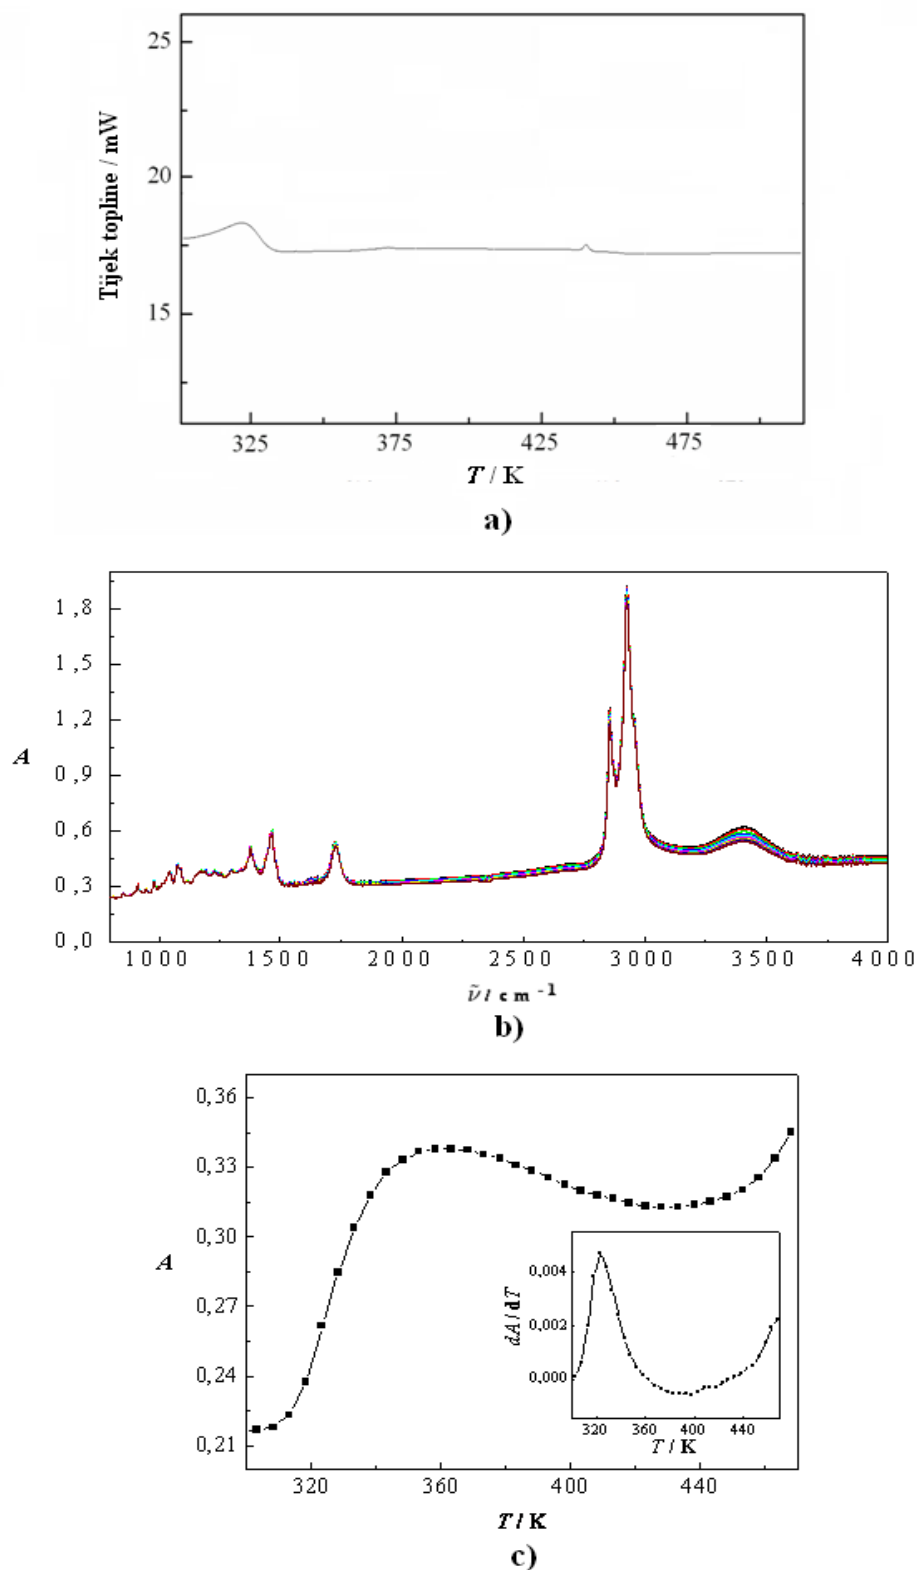 25
20
15
Tijek topline / mW
325 375 425 475
T / K
a)
1,8
1,5
1,2
0,9
0,6
0,3
0,0
A
1000 1500 2000 2500 3000 3500 4000
ν̃ / cm⁻¹
b)
0,36
0,33
0,30
0,27
0,24
0,21
A
0,004
0,002
0,000
dA/dT
320 360 400 440
T / K
320 360 400 440
T / K
c)